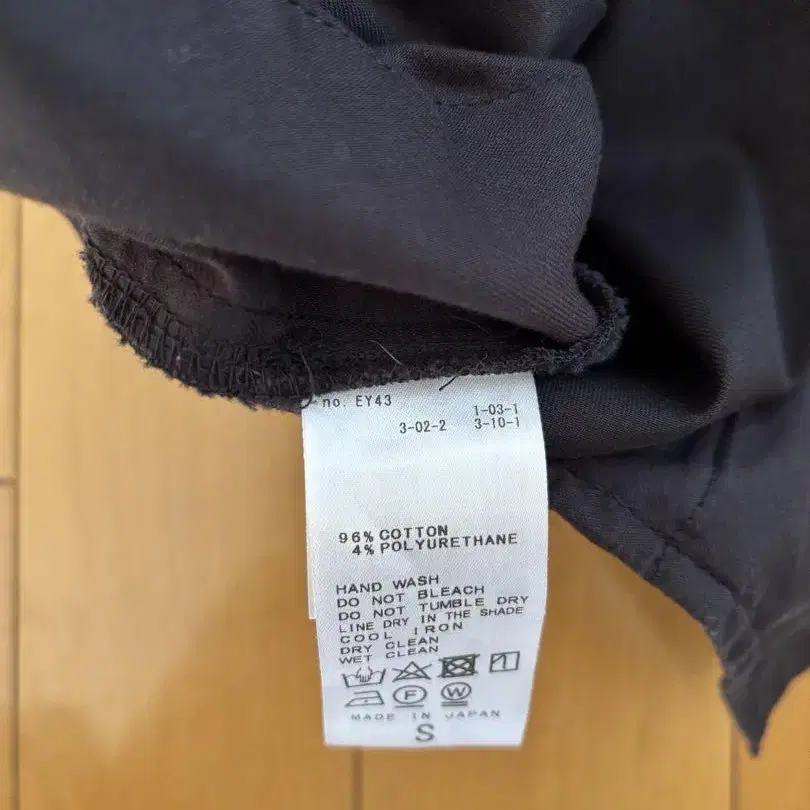 no. EY43
1-03-1
3-02-2 3-10-1
96% COTTON
4% POLYURETHANE
HAND WASH
DO NOT BLEACH
DO NOT TUMBLE DRY
LINE DRY IN THE SHADE
COOL IRON
DRY CLEAN
WET CLEAN
F W
MADE IN JAPAN
S